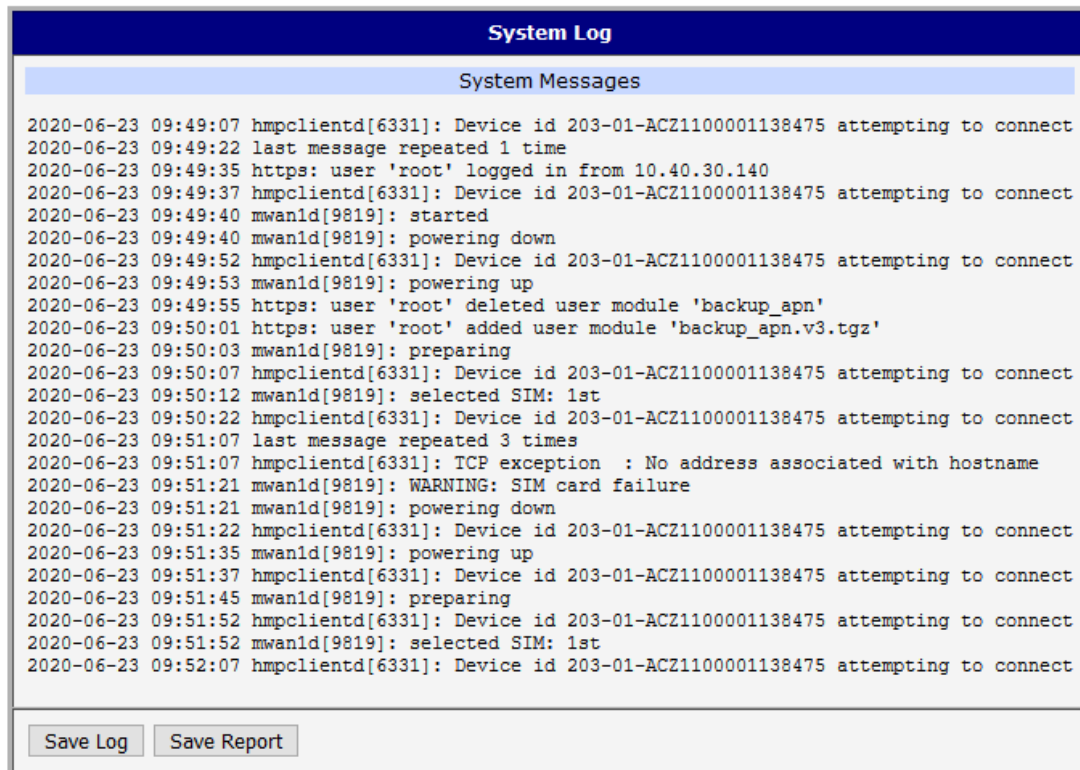 System Log
System Messages
2020-06-23 09:49:07 hmpclientd[6331]: Device id 203-01-ACZ1100001138475 attempting to connect
2020-06-23 09:49:22 last message repeated 1 time
2020-06-23 09:49:35 https: user 'root' logged in from 10.40.30.140
2020-06-23 09:49:37 hmpclientd[6331]: Device id 203-01-ACZ1100001138475 attempting to connect
2020-06-23 09:49:40 mwan1d[9819]: started
2020-06-23 09:49:40 mwan1d[9819]: powering down
2020-06-23 09:49:52 hmpclientd[6331]: Device id 203-01-ACZ1100001138475 attempting to connect
2020-06-23 09:49:53 mwan1d[9819]: powering up
2020-06-23 09:49:55 https: user 'root' deleted user module 'backup_apn'
2020-06-23 09:50:01 https: user 'root' added user module 'backup_apn.v3.tgz'
2020-06-23 09:50:03 mwan1d[9819]: preparing
2020-06-23 09:50:07 hmpclientd[6331]: Device id 203-01-ACZ1100001138475 attempting to connect
2020-06-23 09:50:12 mwan1d[9819]: selected SIM: 1st
2020-06-23 09:50:22 hmpclientd[6331]: Device id 203-01-ACZ1100001138475 attempting to connect
2020-06-23 09:51:07 last message repeated 3 times
2020-06-23 09:51:07 hmpclientd[6331]: TCP exception  : No address associated with hostname
2020-06-23 09:51:21 mwan1d[9819]: WARNING: SIM card failure
2020-06-23 09:51:21 mwan1d[9819]: powering down
2020-06-23 09:51:22 hmpclientd[6331]: Device id 203-01-ACZ1100001138475 attempting to connect
2020-06-23 09:51:35 mwan1d[9819]: powering up
2020-06-23 09:51:37 hmpclientd[6331]: Device id 203-01-ACZ1100001138475 attempting to connect
2020-06-23 09:51:45 mwan1d[9819]: preparing
2020-06-23 09:51:52 hmpclientd[6331]: Device id 203-01-ACZ1100001138475 attempting to connect
2020-06-23 09:51:52 mwan1d[9819]: selected SIM: 1st
2020-06-23 09:52:07 hmpclientd[6331]: Device id 203-01-ACZ1100001138475 attempting to connect
Save Log Save Report